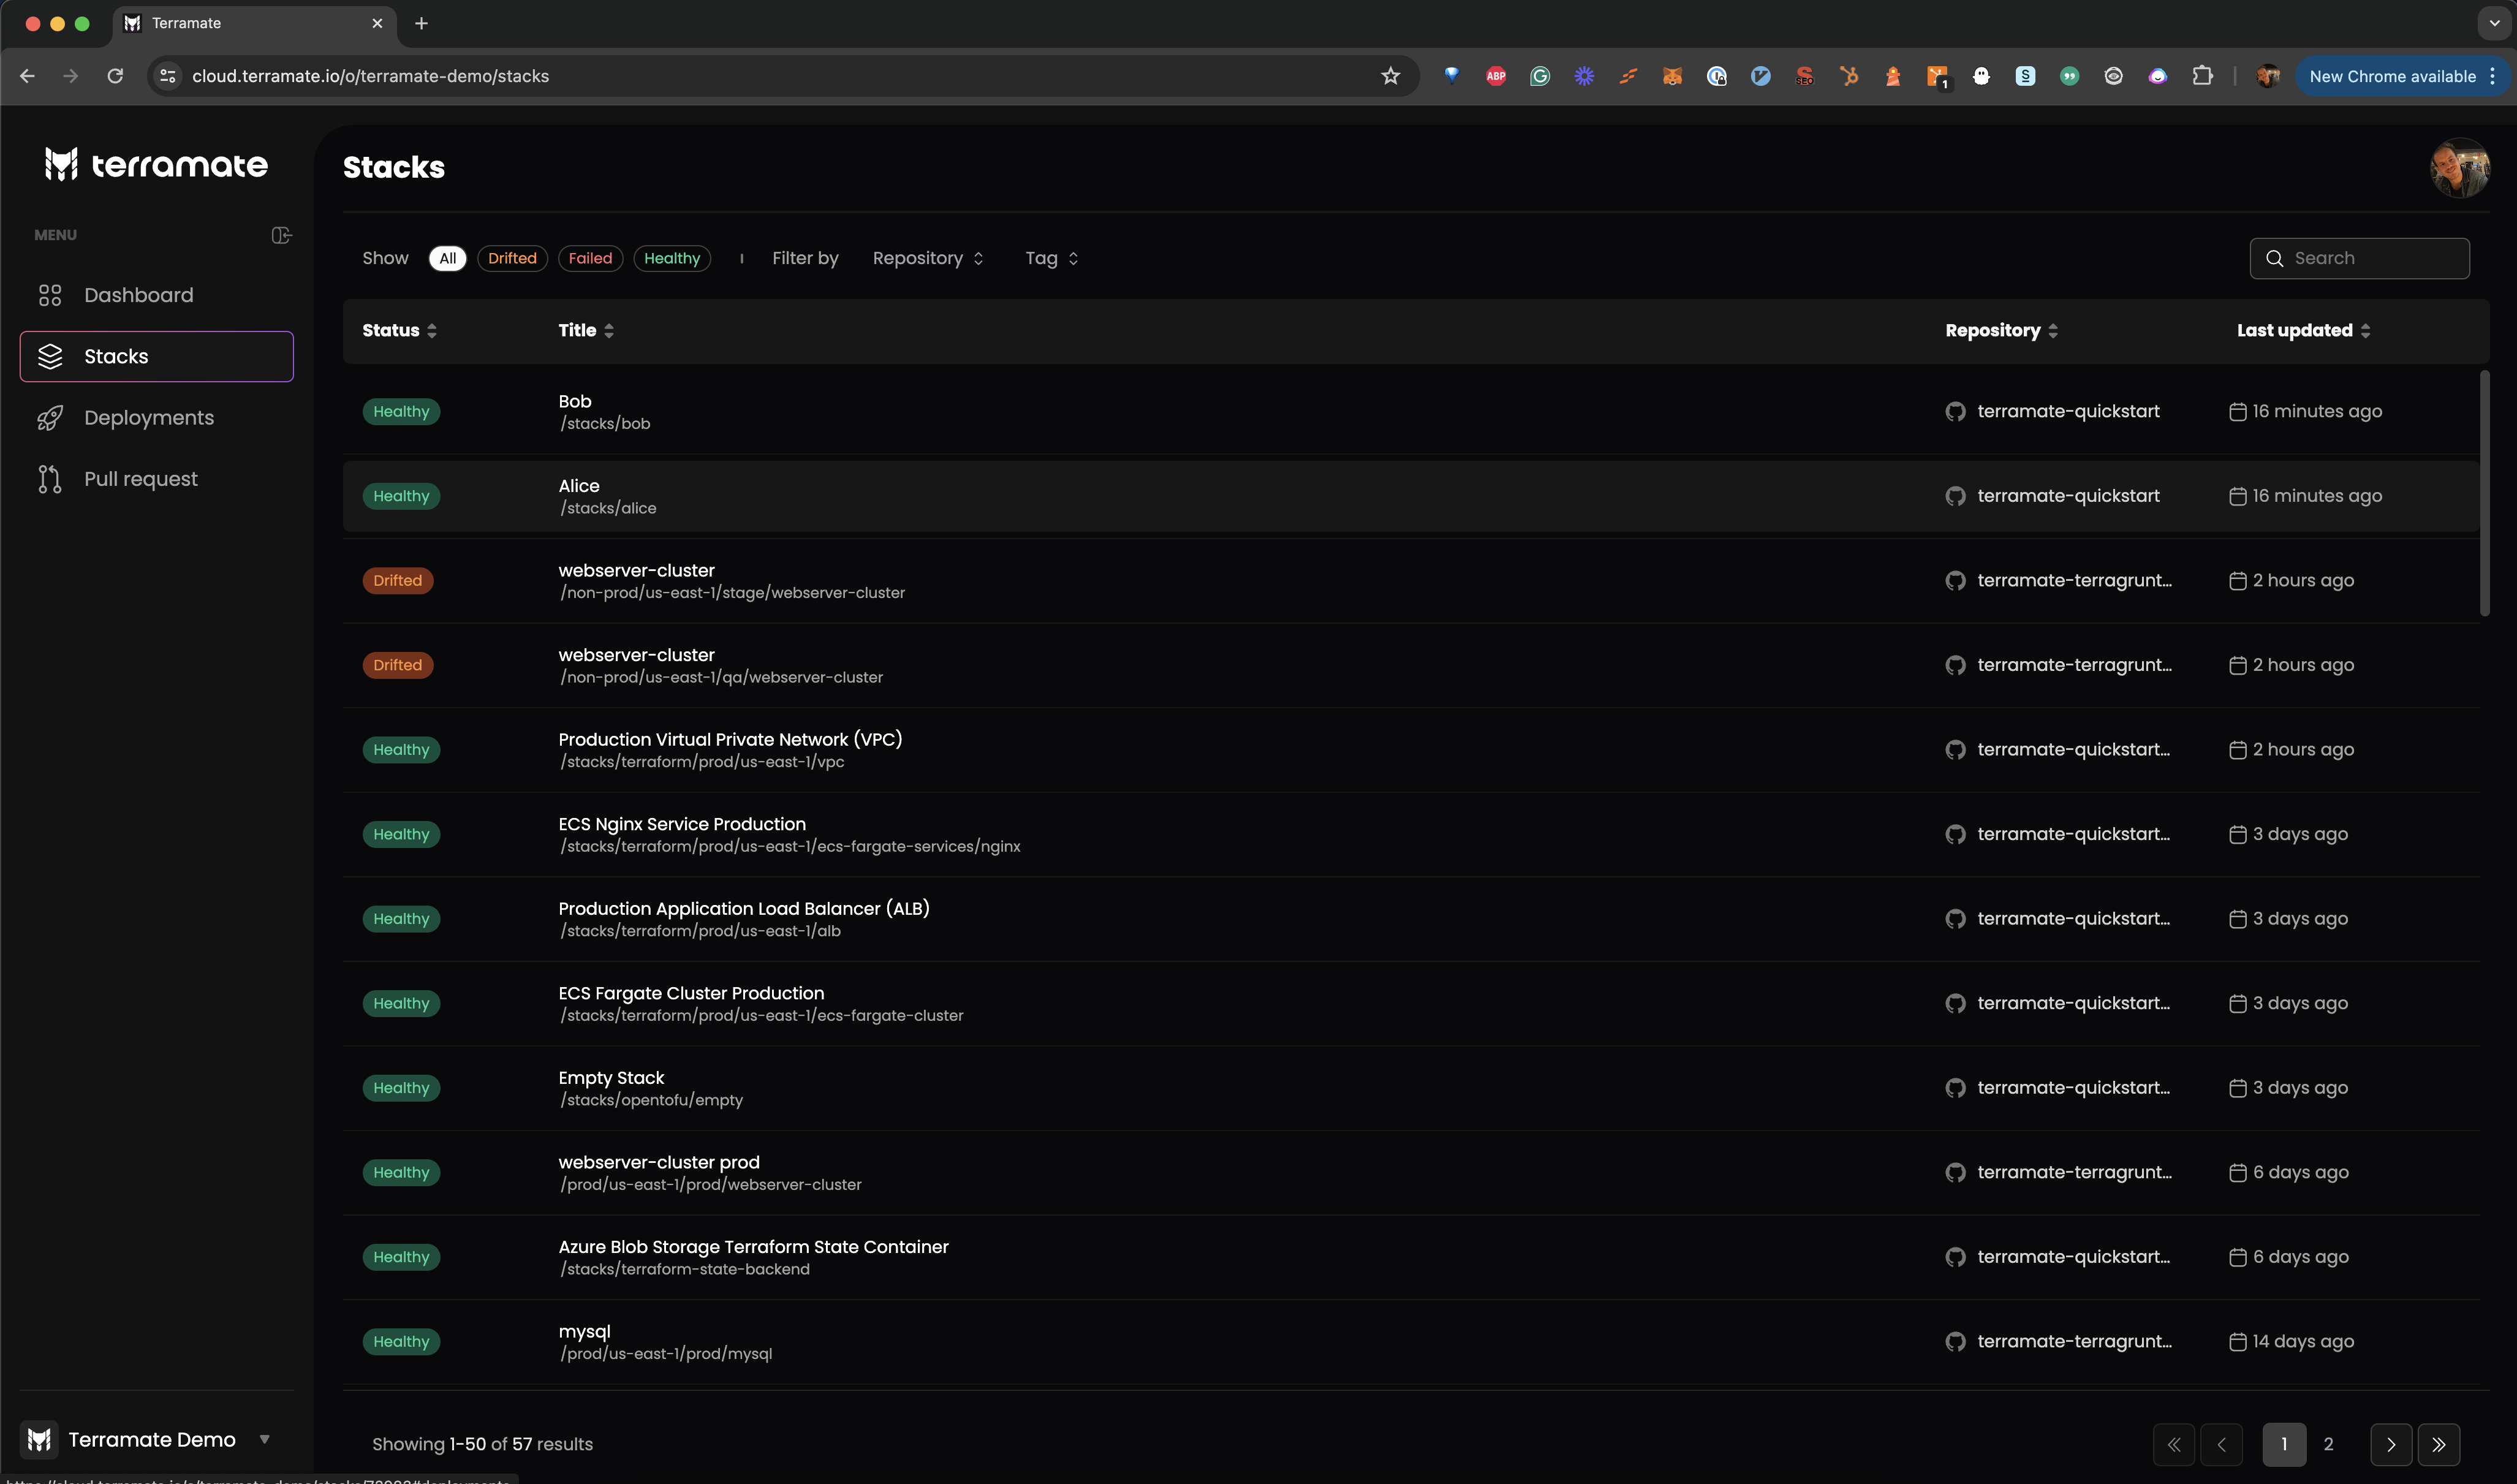 Terramate
cloud.terramate.io/o/terramate-demo/stacks
ABP
SEO
1
S
New Chrome available
terramate
MENU
Dashboard
Stacks
Deployments
Pull request
Terramate Demo
Stacks
Show All Drifted Failed Healthy Filter by Repository Tag
Search
Status Title Repository Last updated
Healthy Bob terramate-quickstart 16 minutes ago
/stacks/bob
Healthy Alice terramate-quickstart 16 minutes ago
/stacks/alice
Drifted webserver-cluster terramate-terragrunt... 2 hours ago
/non-prod/us-east-1/stage/webserver-cluster
Drifted webserver-cluster terramate-terragrunt... 2 hours ago
/non-prod/us-east-1/qa/webserver-cluster
Healthy Production Virtual Private Network (VPC) terramate-quickstart... 2 hours ago
/stacks/terraform/prod/us-east-1/vpc
Healthy ECS Nginx Service Production terramate-quickstart... 3 days ago
/stacks/terraform/prod/us-east-1/ecs-fargate-services/nginx
Healthy Production Application Load Balancer (ALB) terramate-quickstart... 3 days ago
/stacks/terraform/prod/us-east-1/alb
Healthy ECS Fargate Cluster Production terramate-quickstart... 3 days ago
/stacks/terraform/prod/us-east-1/ecs-fargate-cluster
Healthy Empty Stack terramate-quickstart... 3 days ago
/stacks/opentofu/empty
Healthy webserver-cluster prod terramate-terragrunt... 6 days ago
/prod/us-east-1/prod/webserver-cluster
Healthy Azure Blob Storage Terraform State Container terramate-quickstart... 6 days ago
/stacks/terraform-state-backend
Healthy mysql terramate-terragrunt... 14 days ago
/prod/us-east-1/prod/mysql
Showing 1-50 of 57 results
1 2